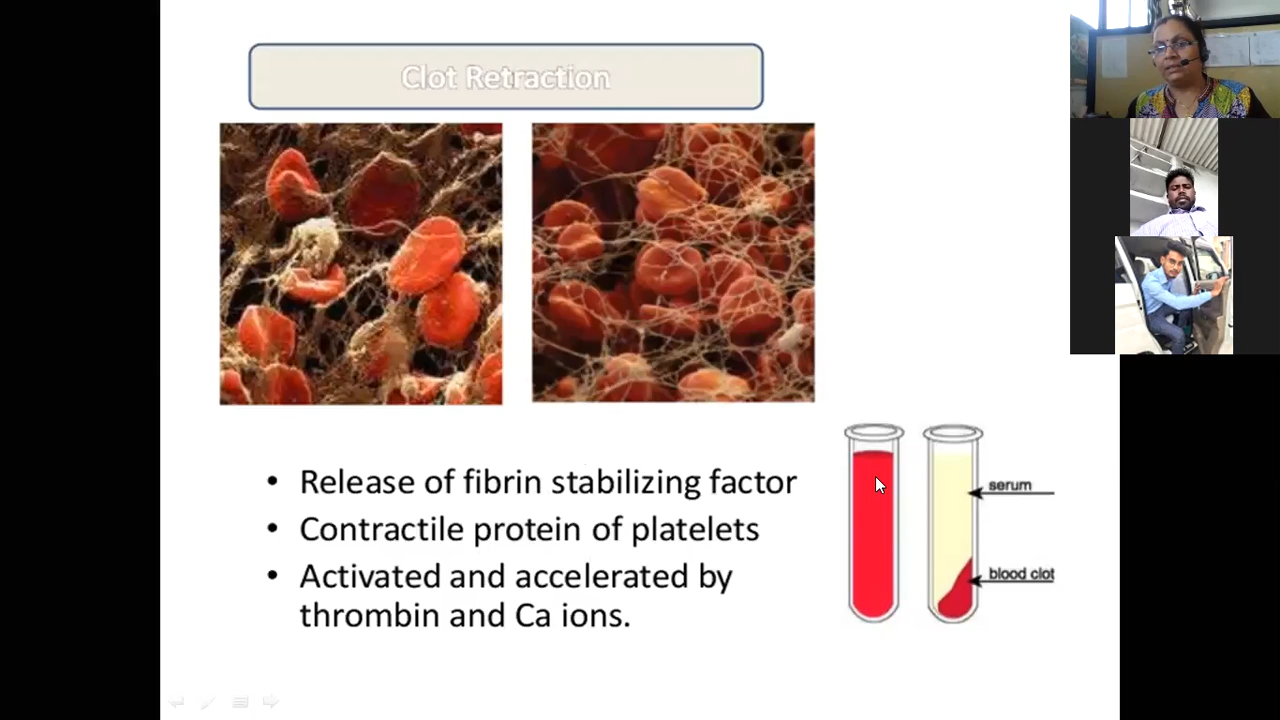 Clot Retraction
• Release of fibrin stabilizing factor
• Contractile protein of platelets
• Activated and accelerated by
thrombin and Ca ions.
serum
blood clot